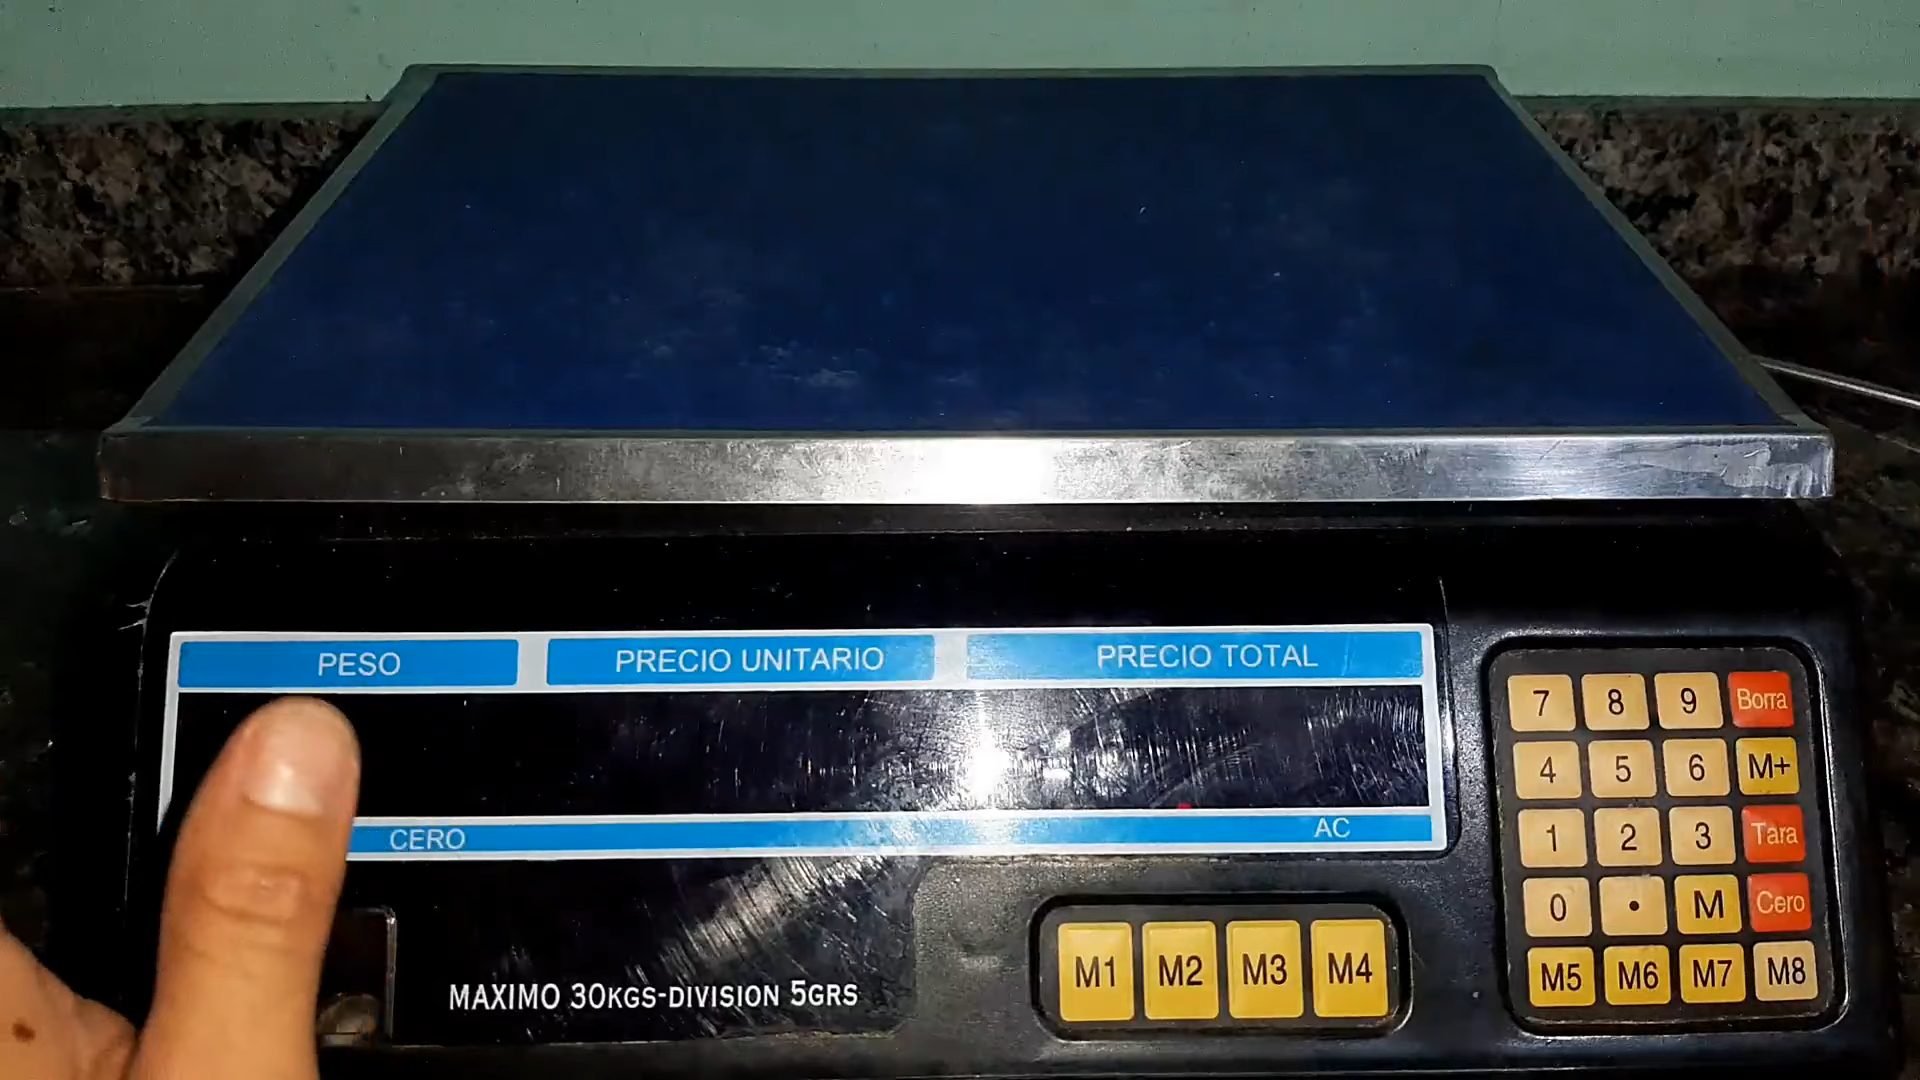 PESO PRECIO UNITARIO PRECIO TOTAL
CERO AC
MAXIMO 30KGS-DIVISION 5GRS
M1 M2 M3 M4
7 8 9 Borra
4 5 6 M+
1 2 3 Tara
0 . M Cero
M5 M6 M7 M8